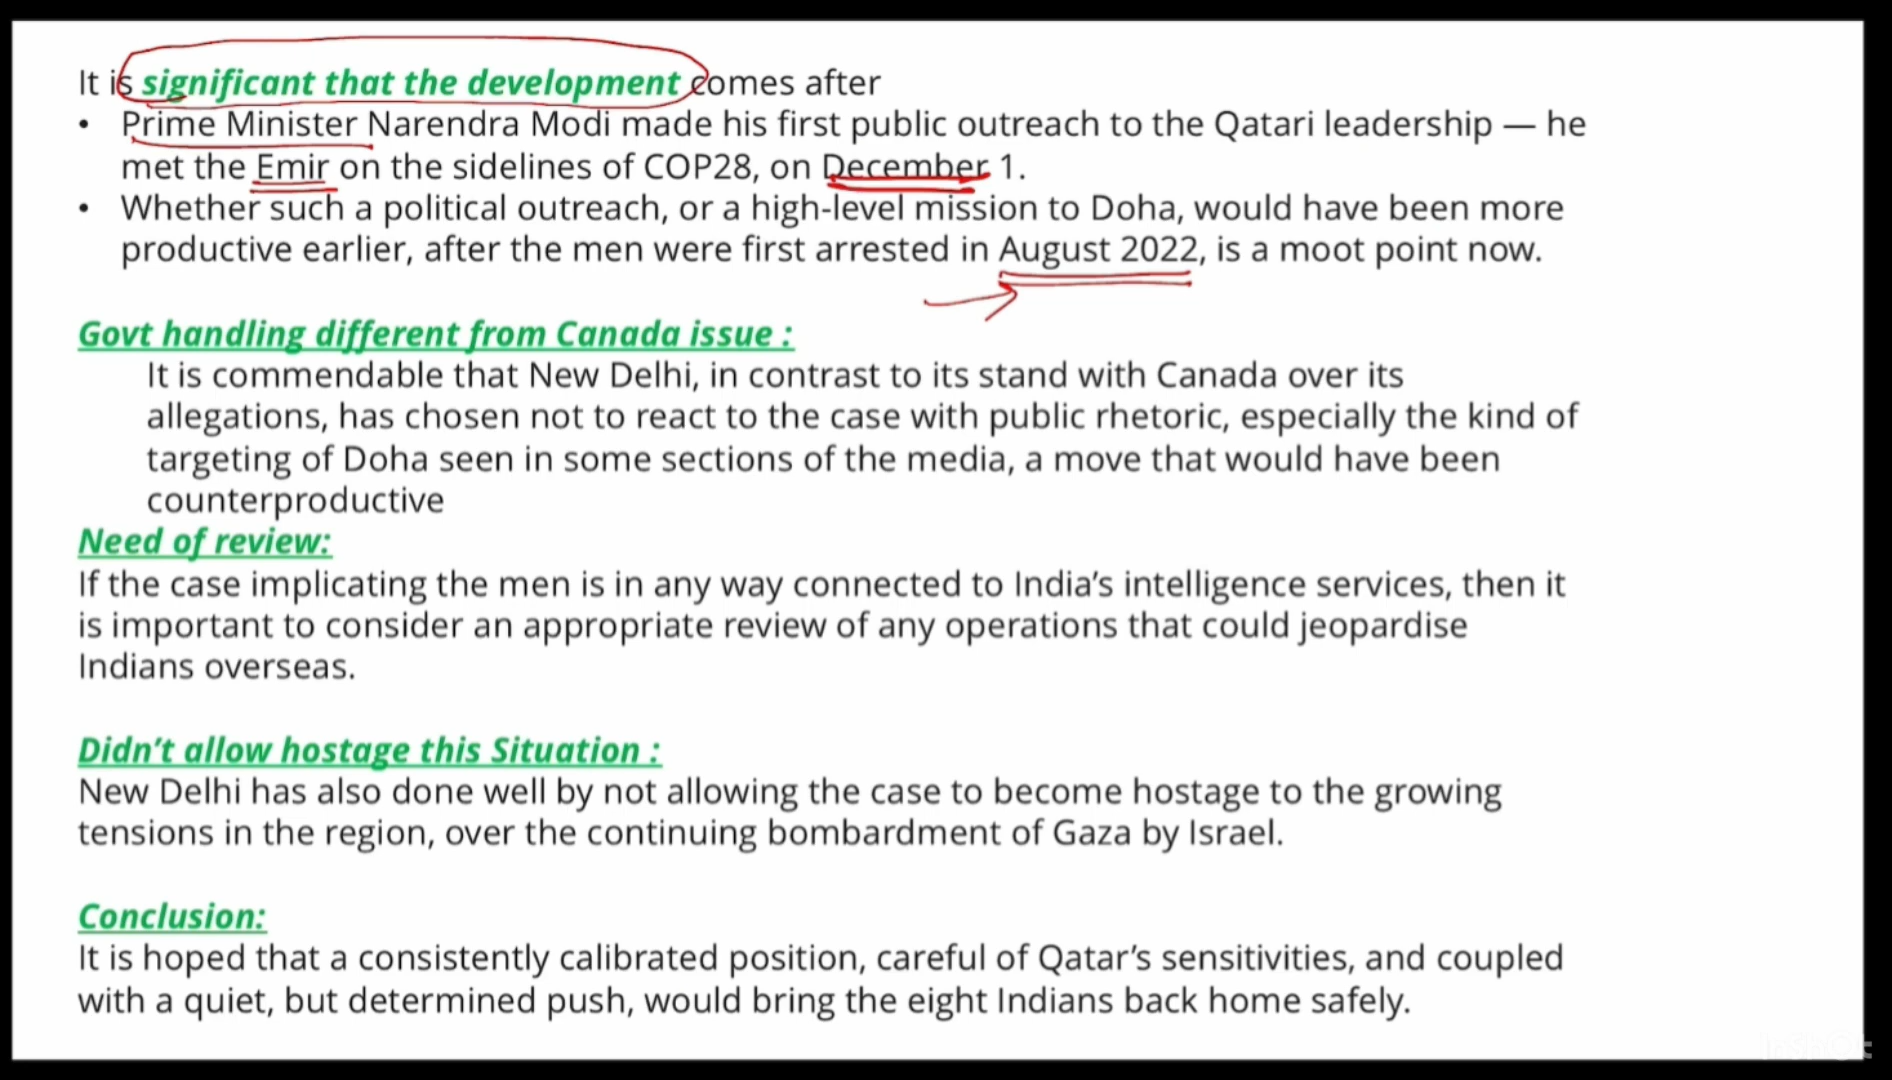 It is significant that the development comes after
• Prime Minister Narendra Modi made his first public outreach to the Qatari leadership — he
met the Emir on the sidelines of COP28, on December 1.
• Whether such a political outreach, or a high-level mission to Doha, would have been more
productive earlier, after the men were first arrested in August 2022, is a moot point now.
Govt handling different from Canada issue :
It is commendable that New Delhi, in contrast to its stand with Canada over its
allegations, has chosen not to react to the case with public rhetoric, especially the kind of
targeting of Doha seen in some sections of the media, a move that would have been
counterproductive
Need of review:
If the case implicating the men is in any way connected to India’s intelligence services, then it
is important to consider an appropriate review of any operations that could jeopardise
Indians overseas.
Didn’t allow hostage this Situation :
New Delhi has also done well by not allowing the case to become hostage to the growing
tensions in the region, over the continuing bombardment of Gaza by Israel.
Conclusion:
It is hoped that a consistently calibrated position, careful of Qatar’s sensitivities, and coupled
with a quiet, but determined push, would bring the eight Indians back home safely.